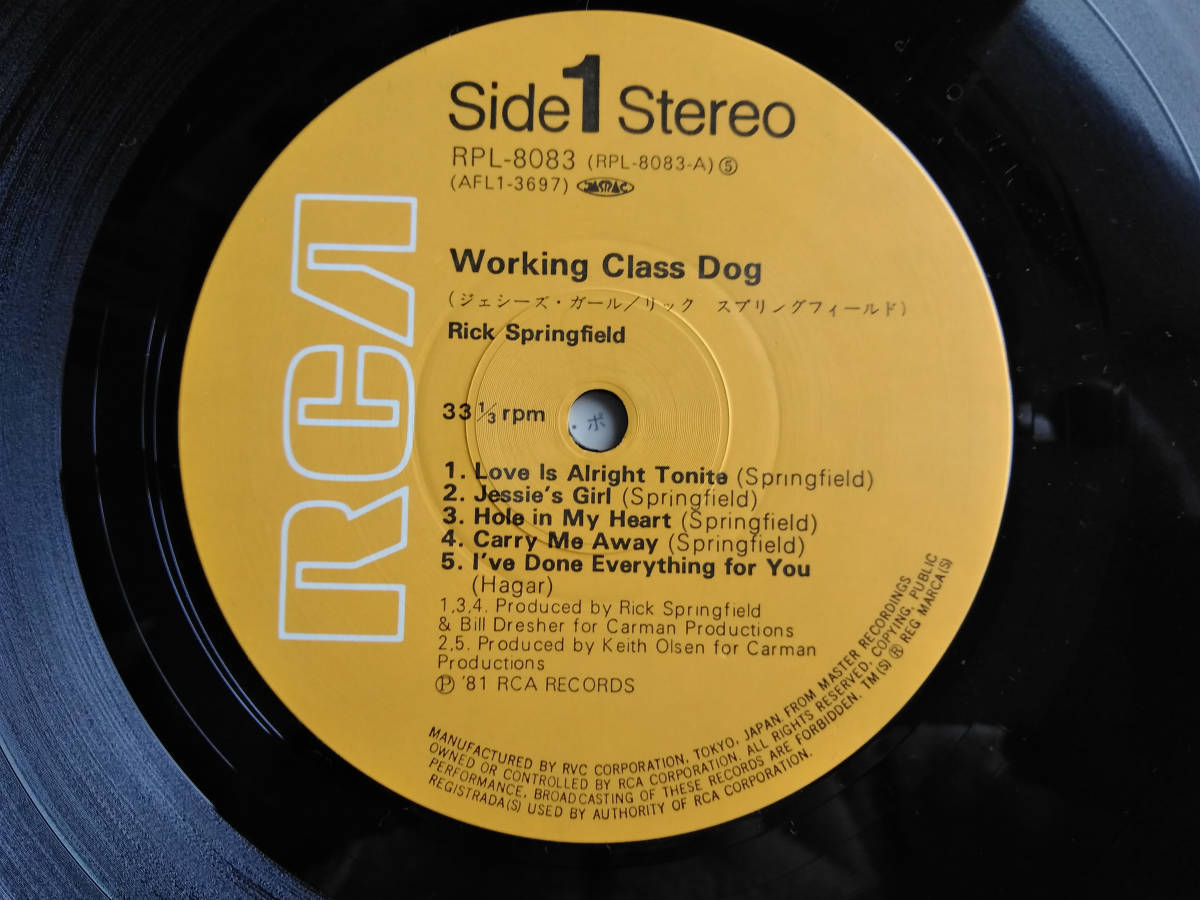 Side 1 Stereo
RPL-8083 (RPL-8083-A) ⑤
(AFL1-3697) JASRAC
RCA
Working Class Dog
(ジェシーズ・ガール/リック スプリングフィールド)
Rick Springfield
33 1/3 rpm
・ボ
1. Love Is Alright Tonite (Springfield)
2. Jessie's Girl (Springfield)
3. Hole in My Heart (Springfield)
4. Carry Me Away (Springfield)
5. I've Done Everything for You
(Hagar)
1,3,4. Produced by Rick Springfield
& Bill Dresher for Carman Productions
2,5. Produced by Keith Olsen for Carman
Productions
Ⓟ '81 RCA RECORDS
MANUFACTURED BY RVC CORPORATION, TOKYO, JAPAN. FROM MASTER RECORDINGS
OWNED OR CONTROLLED BY RCA CORPORATION. ALL RIGHTS RESERVED, COPYING, PUBLIC
PERFORMANCE, BROADCASTING OF THESE RECORDS ARE FORBIDDEN. TM(S) ® REG MARCA(S)
REGISTRADA(S) USED BY AUTHORITY OF RCA CORPORATION.